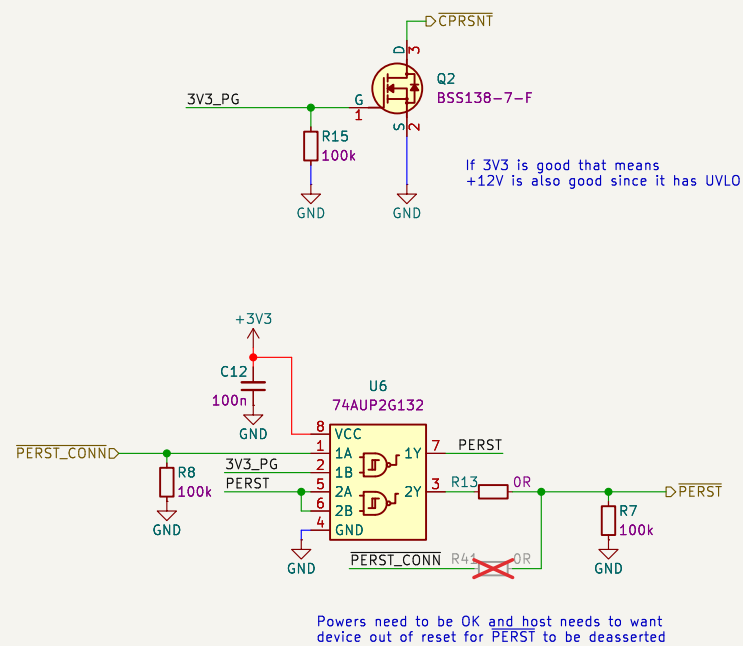 CPRSNT
D
3
Q2
BSS138-7-F
3V3_PG
G
1
R15
100k
S
2
If 3V3 is good that means
+12V is also good since it has UVLO
GND
GND
+3V3
C12
100n
U6
74AUP2G132
GND
8
VCC
PERST_CONN
1
1A
1Y
7
PERST
3V3_PG
2
1B
R8
100k
PERST
5
2A
2Y
3
R13
0R
PERST
6
2B
R7
100k
4
GND
GND
GND
PERST_CONN
R41
0R
GND
Powers need to be OK and host needs to want
device out of reset for PERST to be deasserted